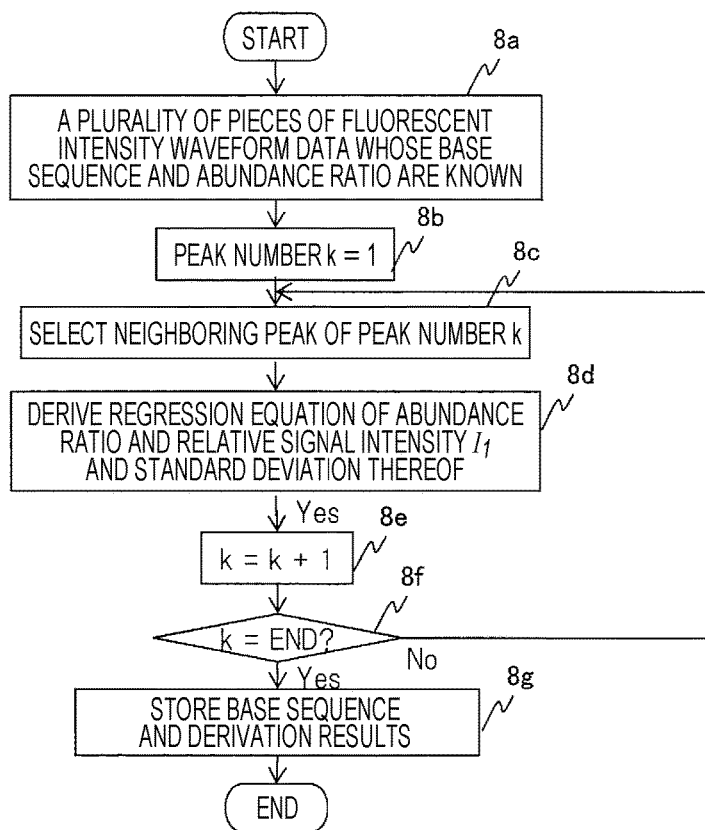 START
8a
A PLURALITY OF PIECES OF FLUORESCENT
INTENSITY WAVEFORM DATA WHOSE BASE
SEQUENCE AND ABUNDANCE RATIO ARE KNOWN
8b
PEAK NUMBER k = 1
8c
SELECT NEIGHBORING PEAK OF PEAK NUMBER k
8d
DERIVE REGRESSION EQUATION OF ABUNDANCE
RATIO AND RELATIVE SIGNAL INTENSITY I1
AND STANDARD DEVIATION THEREOF
Yes
8e
k = k + 1
8f
k = END?
No
Yes
8g
STORE BASE SEQUENCE
AND DERIVATION RESULTS
END